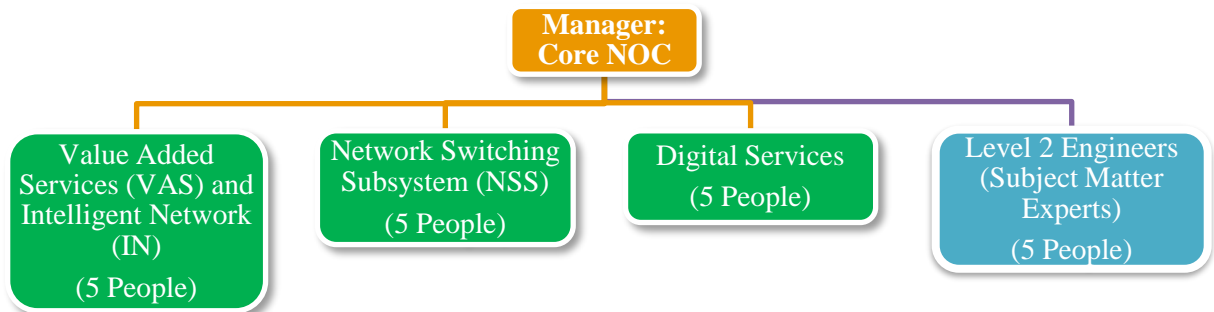 Manager:
Core NOC
Value Added
Services (VAS) and
Intelligent Network
(IN)
(5 People)
Network Switching
Subsystem (NSS)
(5 People)
Digital Services
(5 People)
Level 2 Engineers
(Subject Matter
Experts)
(5 People)